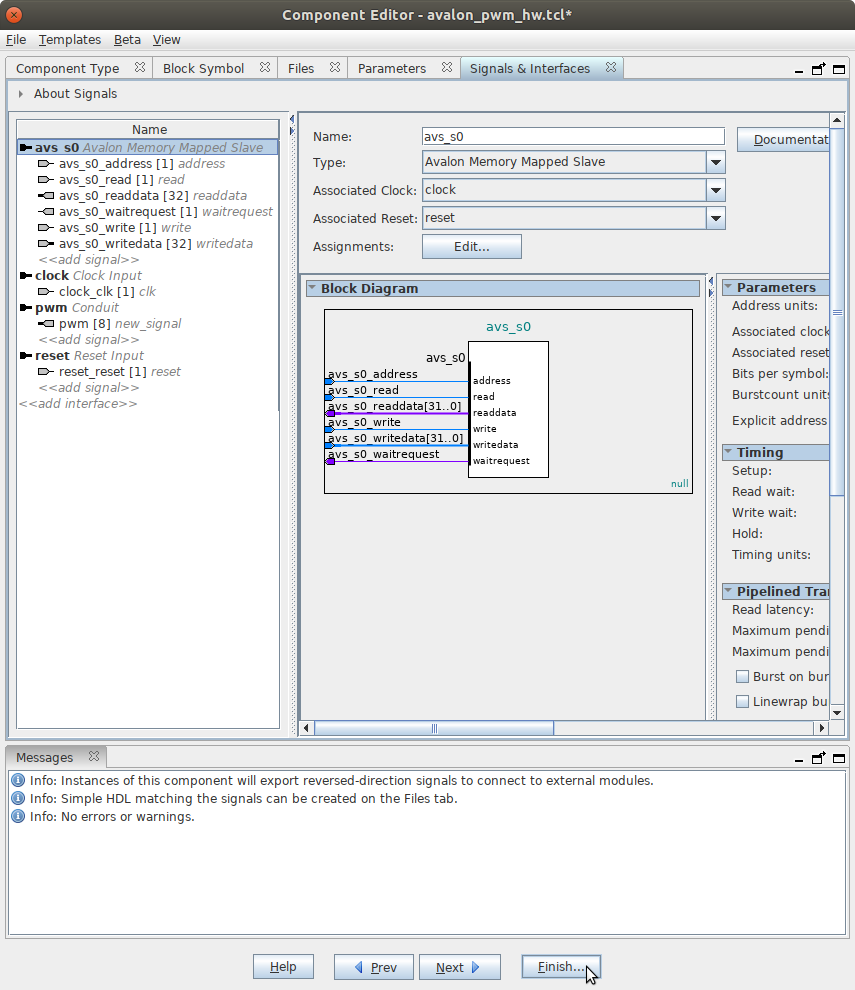 Component Editor - avalon_pwm_hw.tcl*
File Templates Beta View
Component Type Block Symbol Files Parameters Signals & Interfaces
About Signals
Name
avs_s0 Avalon Memory Mapped Slave
avs_s0_address [1] address
avs_s0_read [1] read
avs_s0_readdata [32] readdata
avs_s0_waitrequest [1] waitrequest
avs_s0_write [1] write
avs_s0_writedata [32] writedata
<<add signal>>
clock Clock Input
clock_clk [1] clk
pwm Conduit
pwm [8] new_signal
<<add signal>>
reset Reset Input
reset_reset [1] reset
<<add signal>>
<<add interface>>
Name: avs_s0
Documentat
Type: Avalon Memory Mapped Slave
Associated Clock: clock
Associated Reset: reset
Assignments: Edit...
Block Diagram
avs_s0
avs_s0
avs_s0_address
address
avs_s0_read
read
avs_s0_readdata[31..0]
readdata
avs_s0_write
write
avs_s0_writedata[31..0]
writedata
avs_s0_waitrequest
waitrequest
null
Parameters
Address units:
Associated clock
Associated reset
Bits per symbol:
Burstcount units
Explicit address
Timing
Setup:
Read wait:
Write wait:
Hold:
Timing units:
Pipelined Tra
Read latency:
Maximum pendi
Maximum pendi
Burst on bur
Linewrap bu
Messages
Info: Instances of this component will export reversed-direction signals to connect to external modules.
Info: Simple HDL matching the signals can be created on the Files tab.
Info: No errors or warnings.
Help Prev Next Finish...